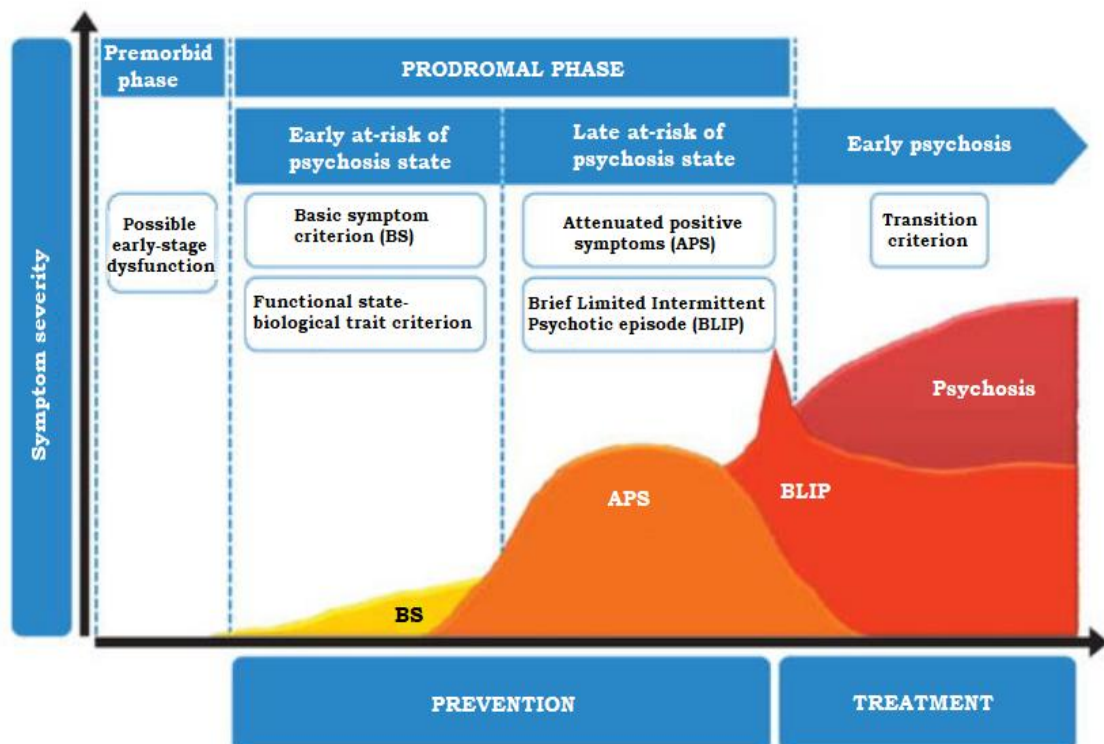 Premorbid
phase
PRODROMAL PHASE
Early at-risk of
psychosis state
Late at-risk of
psychosis state
Early psychosis
Possible
early-stage
dysfunction
Basic symptom
criterion (BS)
Attenuated positive
symptoms (APS)
Transition
criterion
Functional state-
biological trait criterion
Brief Limited Intermittent
Psychotic episode (BLIP)
Symptom severity
Psychosis
APS
BLIP
BS
PREVENTION
TREATMENT